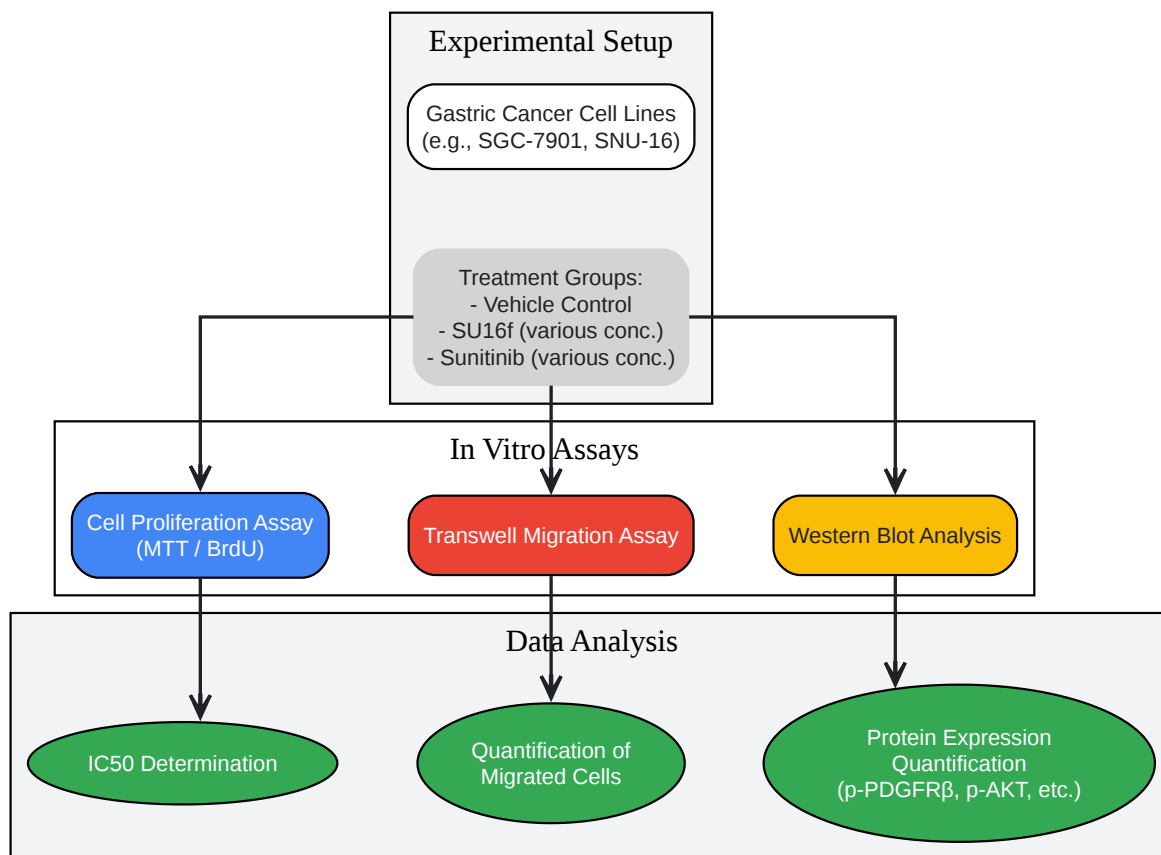 Experimental Setup
Gastric Cancer Cell Lines
(e.g., SGC-7901, SNU-16)
Treatment Groups:
- Vehicle Control
- SU16f (various conc.)
- Sunitinib (various conc.)
In Vitro Assays
Cell Proliferation Assay
(MTT / BrdU)
Transwell Migration Assay
Western Blot Analysis
Data Analysis
IC50 Determination
Quantification of
Migrated Cells
Protein Expression
Quantification
(p-PDGFRβ, p-AKT, etc.)